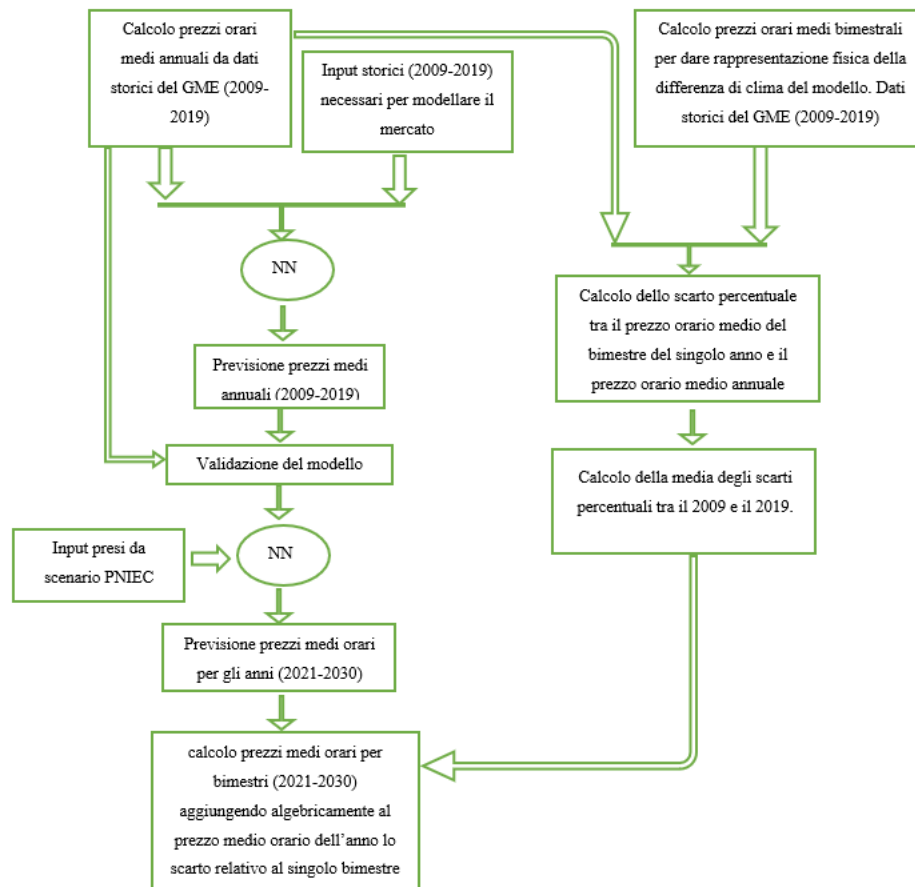 Calcolo prezzi orari
medi annuali da dati
storici del GME (2009-
2019)
Input storici (2009-2019)
necessari per modellare il
mercato
Calcolo prezzi orari medi bimestrali
per dare rappresentazione fisica della
differenza di clima del modello. Dati
storici del GME (2009-2019)
NN
Previsione prezzi medi
annuali (2009-2019)
Validazione del modello
Input presi da
scenario PNIEC
NN
Previsione prezzi medi orari
per gli anni (2021-2030)
calcolo prezzi medi orari per
bimestri (2021-2030)
aggiungendo algebricamente al
prezzo medio orario dell’anno lo
scarto relativo al singolo bimestre
Calcolo dello scarto percentuale
tra il prezzo orario medio del
bimestre del singolo anno e il
prezzo orario medio annuale
Calcolo della media degli scarti
percentuali tra il 2009 e il 2019.